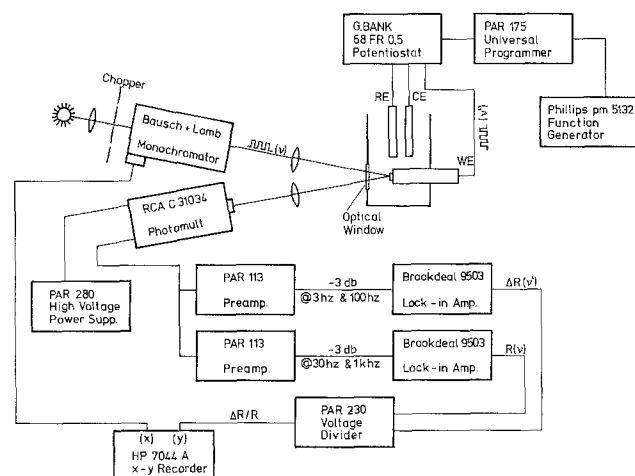 G.BANK
68 FR 0,5
Potentiostat
PAR 175
Universal
Programmer
Phillips pm 5132
Function
Generator
Chopper
Bausch + Lomb
Monochromator
(ν)
RE
CE
(ν')
WE
Optical
Window
RCA C 31034
Photomult
PAR 280
High Voltage
Power Supp.
PAR 113
Preamp.
-3 db
@3hz & 100hz
Brookdeal 9503
Lock-in Amp.
ΔR(ν')
PAR 113
Preamp.
-3 db
@30hz & 1khz
Brookdeal 9503
Lock-in Amp.
R(ν)
PAR 230
Voltage
Divider
ΔR/R
(x) (y)
HP 7044 A
x-y Recorder